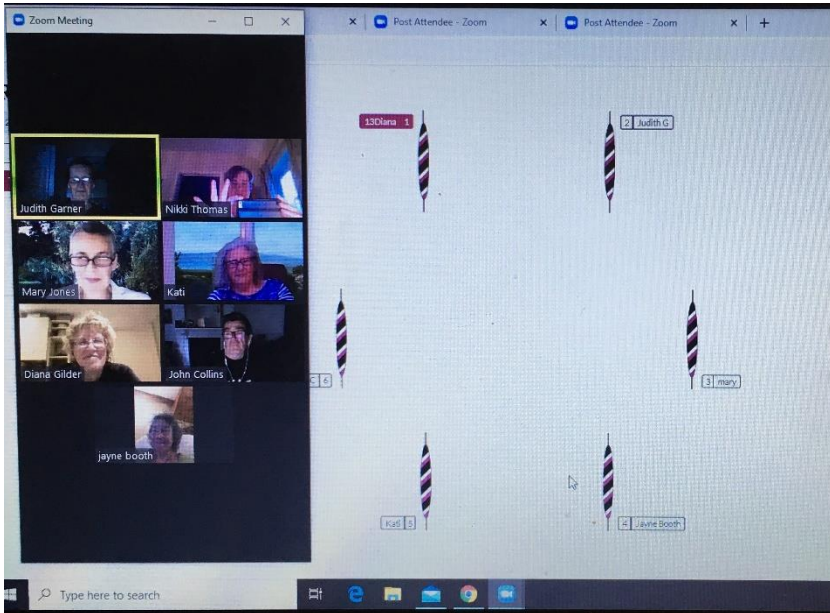 Zoom Meeting
Post Attendee - Zoom
Post Attendee - Zoom
13Diana 1
2 Judith G
Judith Garner
Nikki Thomas
Mary Jones
Kati
Diana Gilder
John Collins
jayne booth
C 6
3 mary
Kati 5
4 Jayne Booth
Type here to search